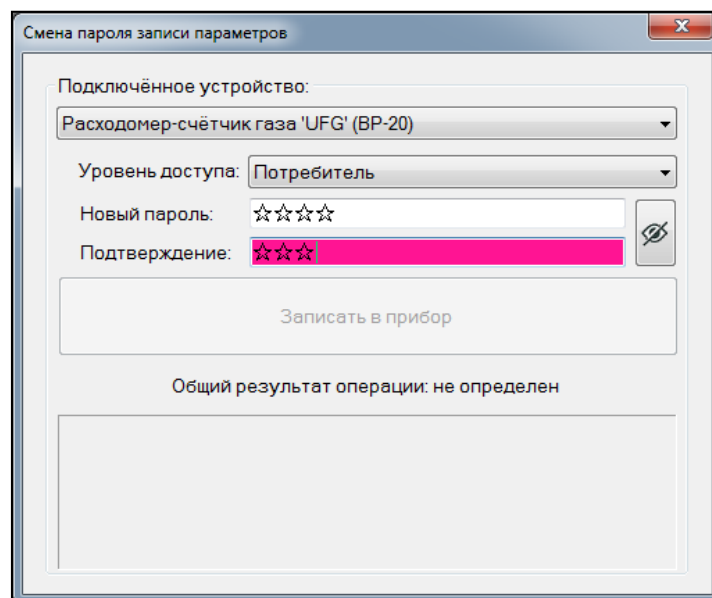 Смена пароля записи параметров
Подключённое устройство:
Расходомер-счётчик газа 'UFG' (ВР-20)
Уровень доступа: Потребитель
Новый пароль: ☆☆☆☆
Подтверждение: ☆☆☆
Записать в прибор
Общий результат операции: не определен